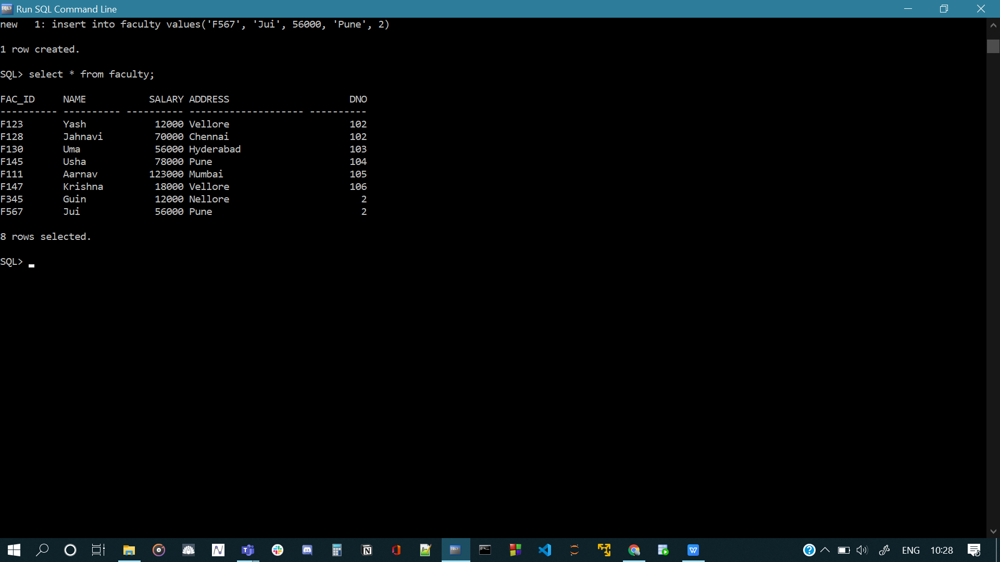 Run SQL Command Line
new   1: insert into faculty values('F567', 'Jui', 56000, 'Pune', 2)
1 row created.
SQL> select * from faculty;
FAC_ID     NAME           SALARY ADDRESS                     DNO
---------- ---------- ---------- -------------------- ----------
F123       Yash            12000 Vellore                     102
F128       Jahnavi         70000 Chennai                     102
F130       Uma             56000 Hyderabad                   103
F145       Usha            78000 Pune                        104
F111       Aarnav         123000 Mumbai                      105
F147       Krishna         18000 Vellore                     106
F345       Guin            12000 Nellore                       2
F567       Jui             56000 Pune                          2
8 rows selected.
SQL>
ENG 10:28